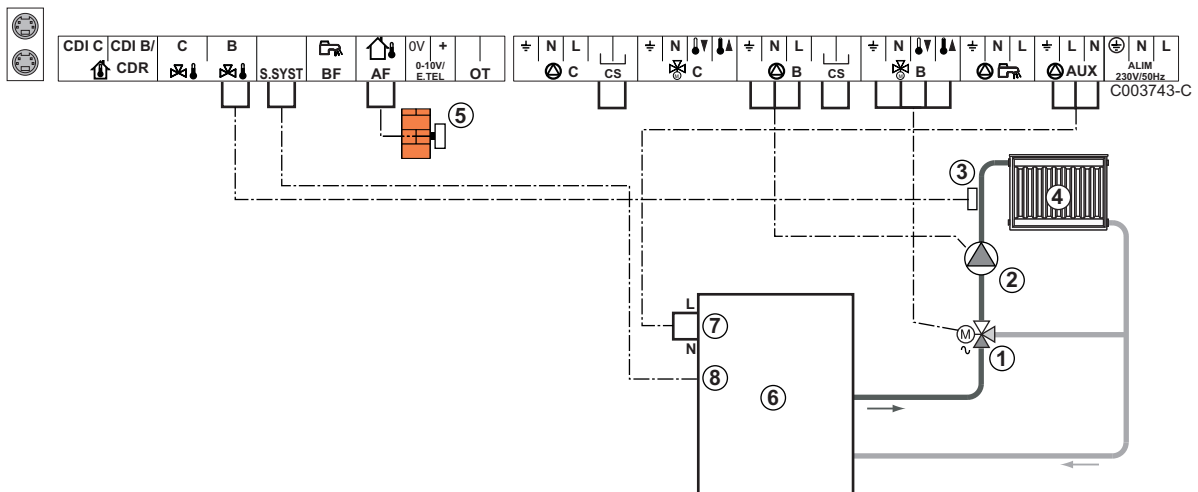 CDI C CDI B/ C B 0V +
CDR S.SYST BF AF 0-10V/ E.TEL OT
⏚ N L ⏚ N ⏚ N L ⏚ N ⏚ N L ⏚ L N ⏚ N L
C CS C B CS B AUX ALIM 230V/50Hz
M M
C003743-C
5
3
4
2
L
7
N
M
1
8
6